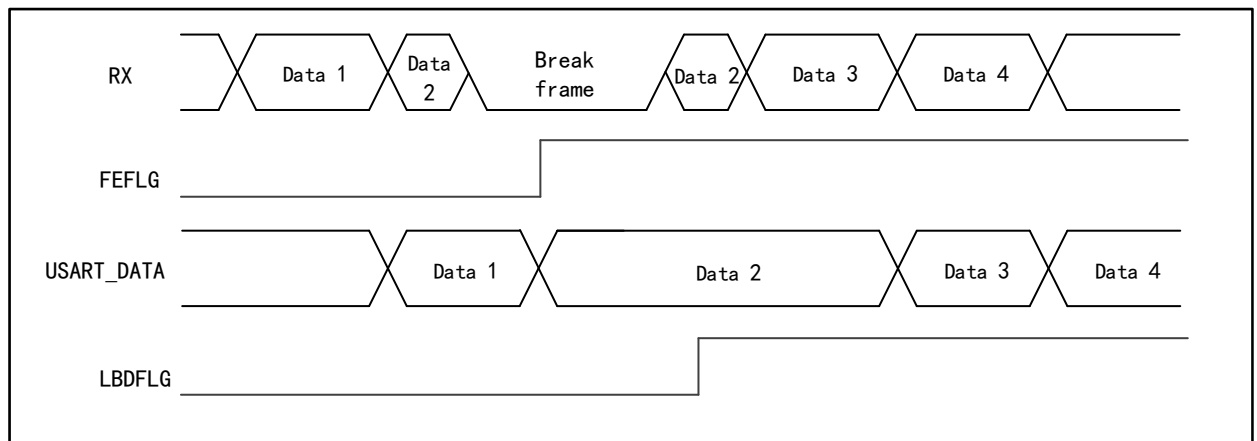 RX
Data 1
Data
2
Break
frame
Data 2
Data 3
Data 4
FEFLG
USART_DATA
Data 1
Data 2
Data 3
Data 4
LBDFLG